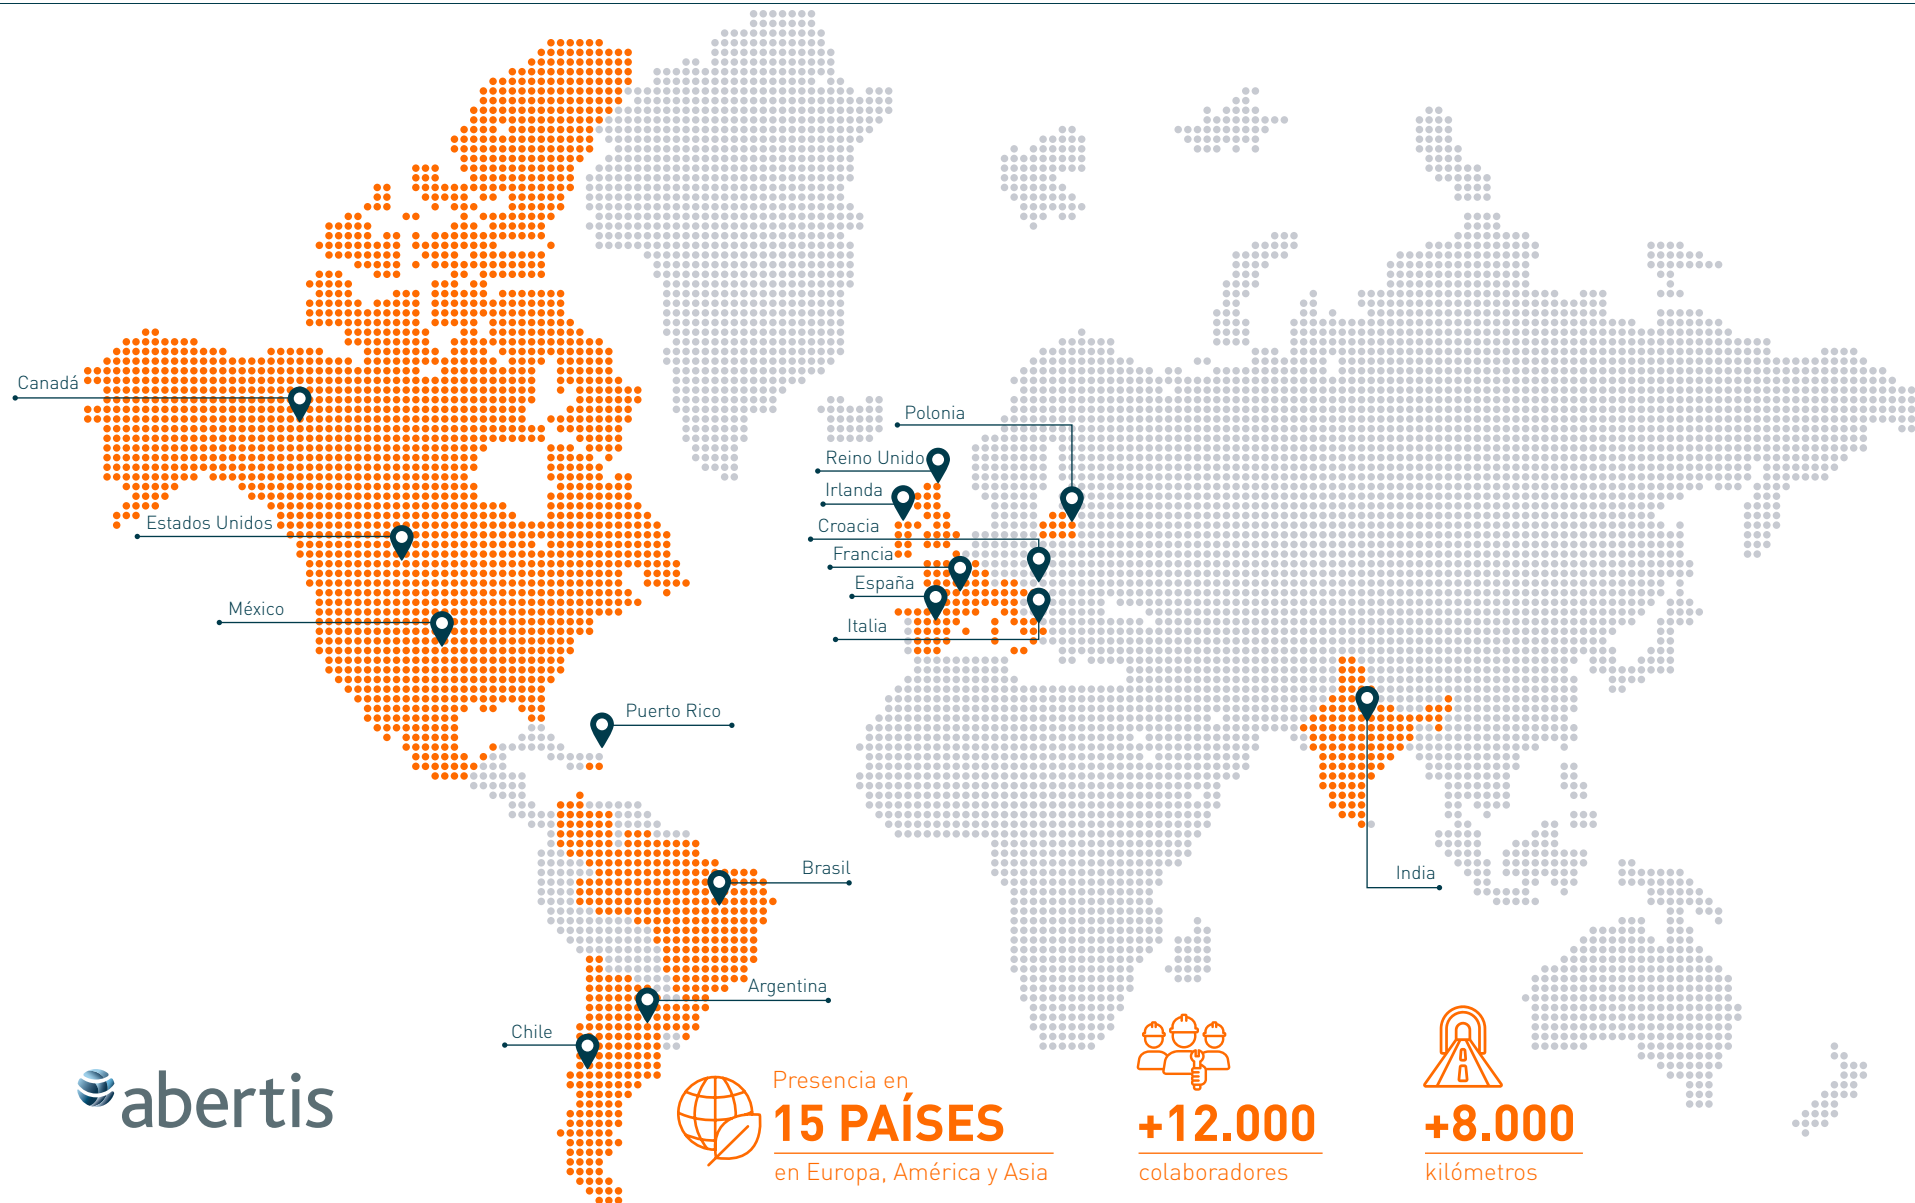 Canadá
Estados Unidos
México
Puerto Rico
Brasil
Argentina
Chile
Polonia
Reino Unido
Irlanda
Croacia
Francia
España
Italia
India
abertis
Presencia en
15 PAÍSES
en Europa, América y Asia
+12.000
colaboradores
+8.000
kilómetros